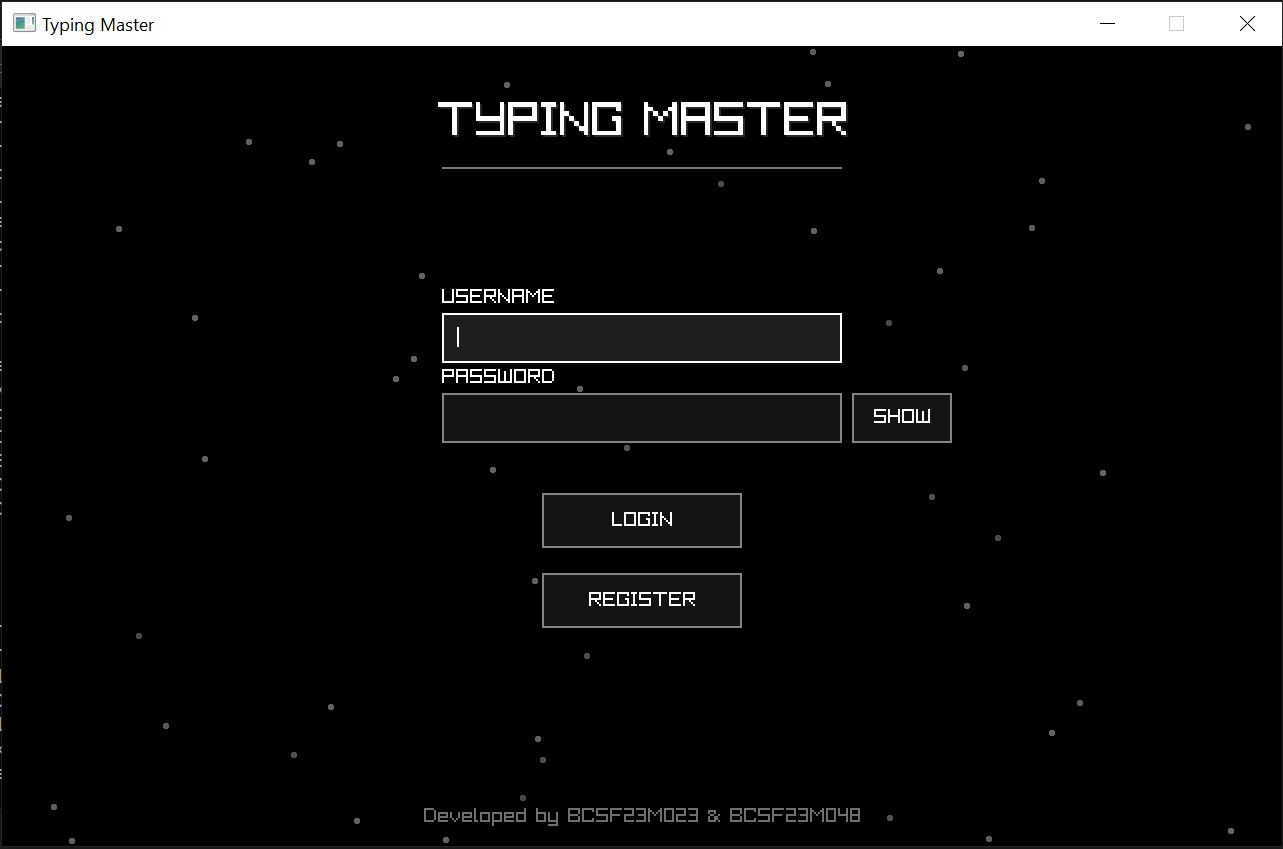 Typing Master
TYPING MASTER
USERNAME
PASSWORD
SHOW
LOGIN
REGISTER
Developed by BCSF23M023 & BCSF23M048